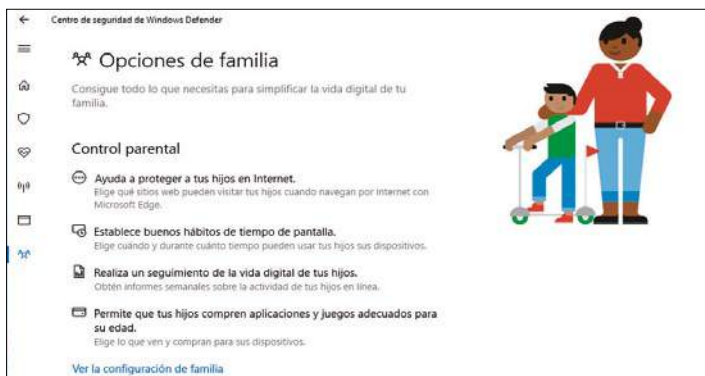 Centro de seguridad de Windows Defender
Opciones de familia
Consigue todo lo que necesitas para simplificar la vida digital de tu
familia.
Control parental
Ayuda a proteger a tus hijos en Internet.
Elige qué sitios web pueden visitar tus hijos cuando navegan por Internet con
Microsoft Edge.
Establece buenos hábitos de tiempo de pantalla.
Elige cuándo y durante cuánto tiempo pueden usar tus hijos sus dispositivos.
Realiza un seguimiento de la vida digital de tus hijos.
Obtén informes semanales sobre la actividad de tus hijos en línea.
Permite que tus hijos compren aplicaciones y juegos adecuados para
su edad.
Elige lo que ven y compran para sus dispositivos.
Ver la configuración de familia